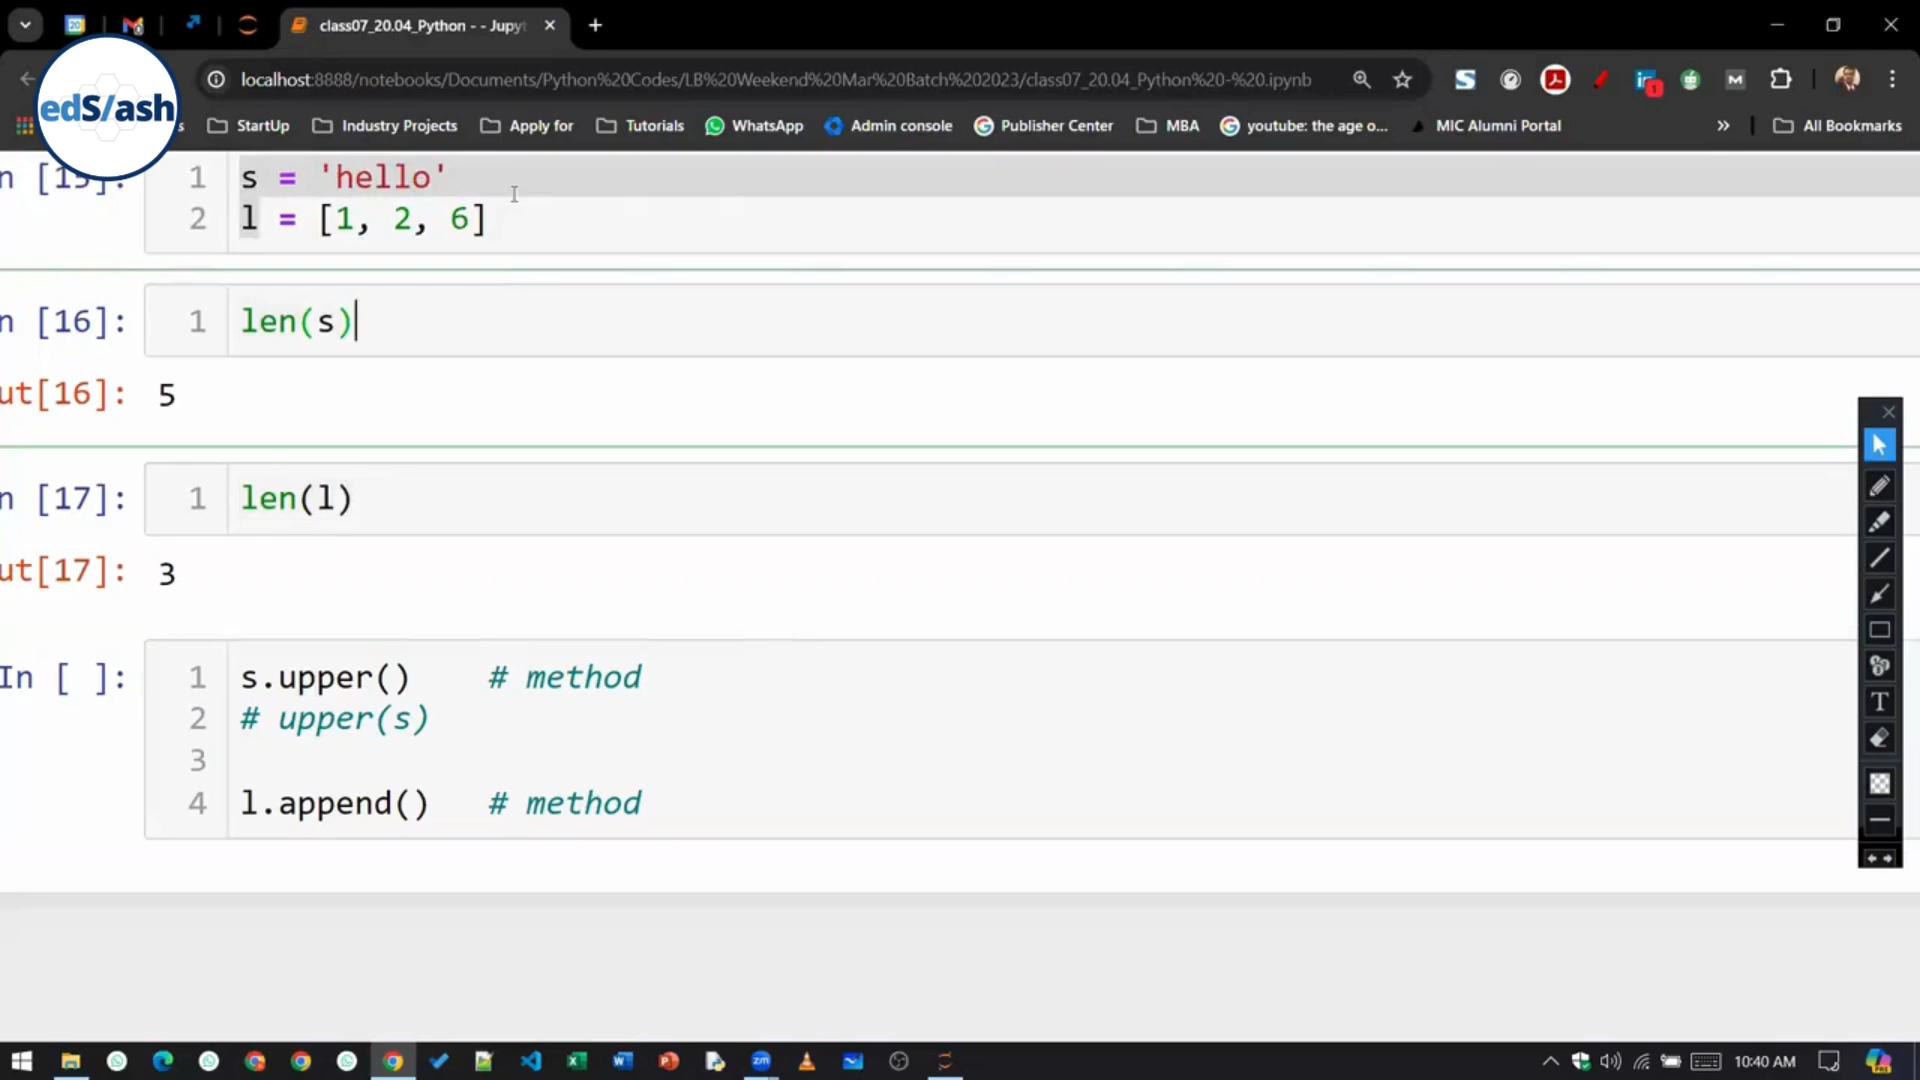 class07_20.04_Python - - Jupyt
localhost:8888/notebooks/Documents/Python%20Codes/LB%20Weekend%20Mar%20Batch%202023/class07_20.04_Python%20-%20.ipynb
edS/ash
s
StartUp
Industry Projects
Apply for
Tutorials
WhatsApp
Admin console
Publisher Center
MBA
youtube: the age o...
MIC Alumni Portal
»
All Bookmarks
n [15]:
1 s = 'hello'
2 l = [1, 2, 6]
n [16]:
1 len(s)
ut[16]: 5
n [17]:
1 len(l)
ut[17]: 3
In [ ]:
1 s.upper() # method
2 # upper(s)
3
4 l.append() # method
T
10:40 AM